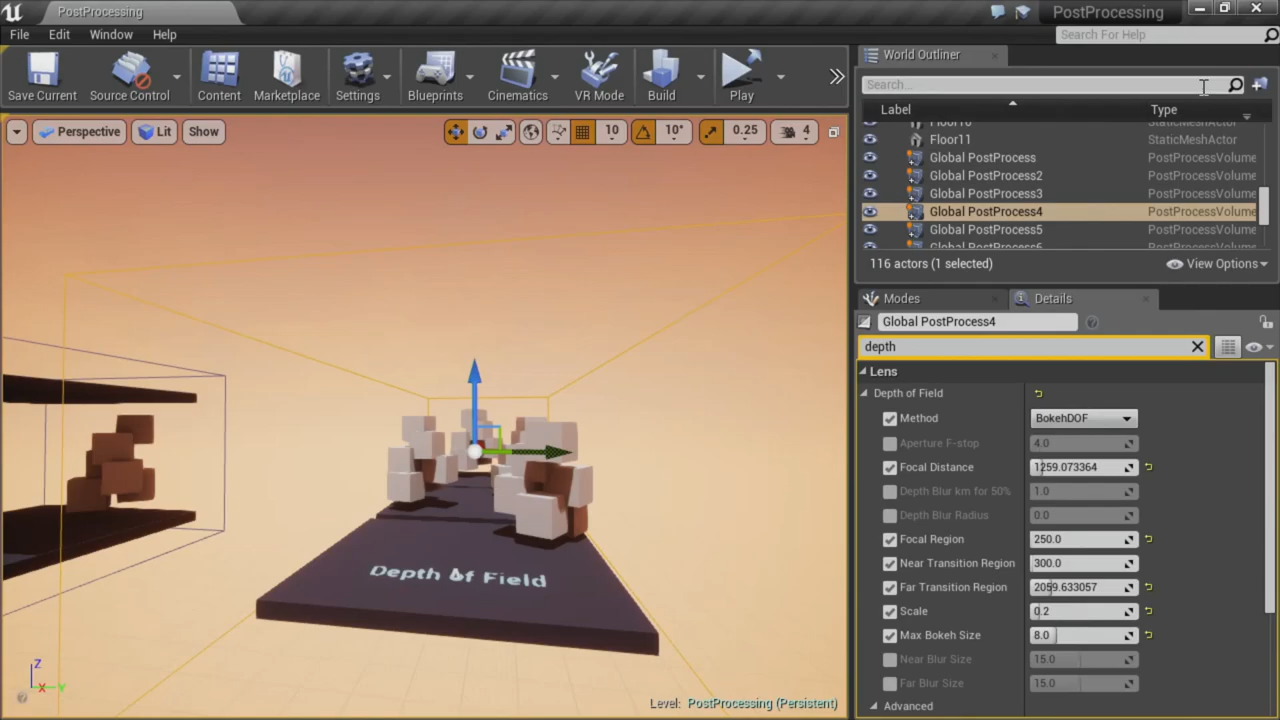 PostProcessing
PostProcessing
File Edit Window Help
Search For Help
Save Current Source Control Content Marketplace Settings Blueprints Cinematics VR Mode Build Play
World Outliner
Search...
Label Type
Floor10 StaticMeshActor
Floor11 StaticMeshActor
Global PostProcess PostProcessVolume
Global PostProcess2 PostProcessVolume
Global PostProcess3 PostProcessVolume
Global PostProcess4 PostProcessVolume
Global PostProcess5 PostProcessVolume
Global PostProcess6 PostProcessVolume
116 actors (1 selected) View Options
Perspective Lit Show 10 10° 0.25 4
Modes Details
Global PostProcess4
depth
Lens
Depth of Field
Method BokehDOF
Aperture F-stop 4.0
Focal Distance 1259.073364
Depth Blur km for 50% 1.0
Depth Blur Radius 0.0
Focal Region 250.0
Near Transition Region 300.0
Far Transition Region 2059.633057
Scale 0.2
Max Bokeh Size 8.0
Near Blur Size 15.0
Far Blur Size 15.0
Advanced
Depth of Field
Z
X Y
Level: PostProcessing (Persistent)